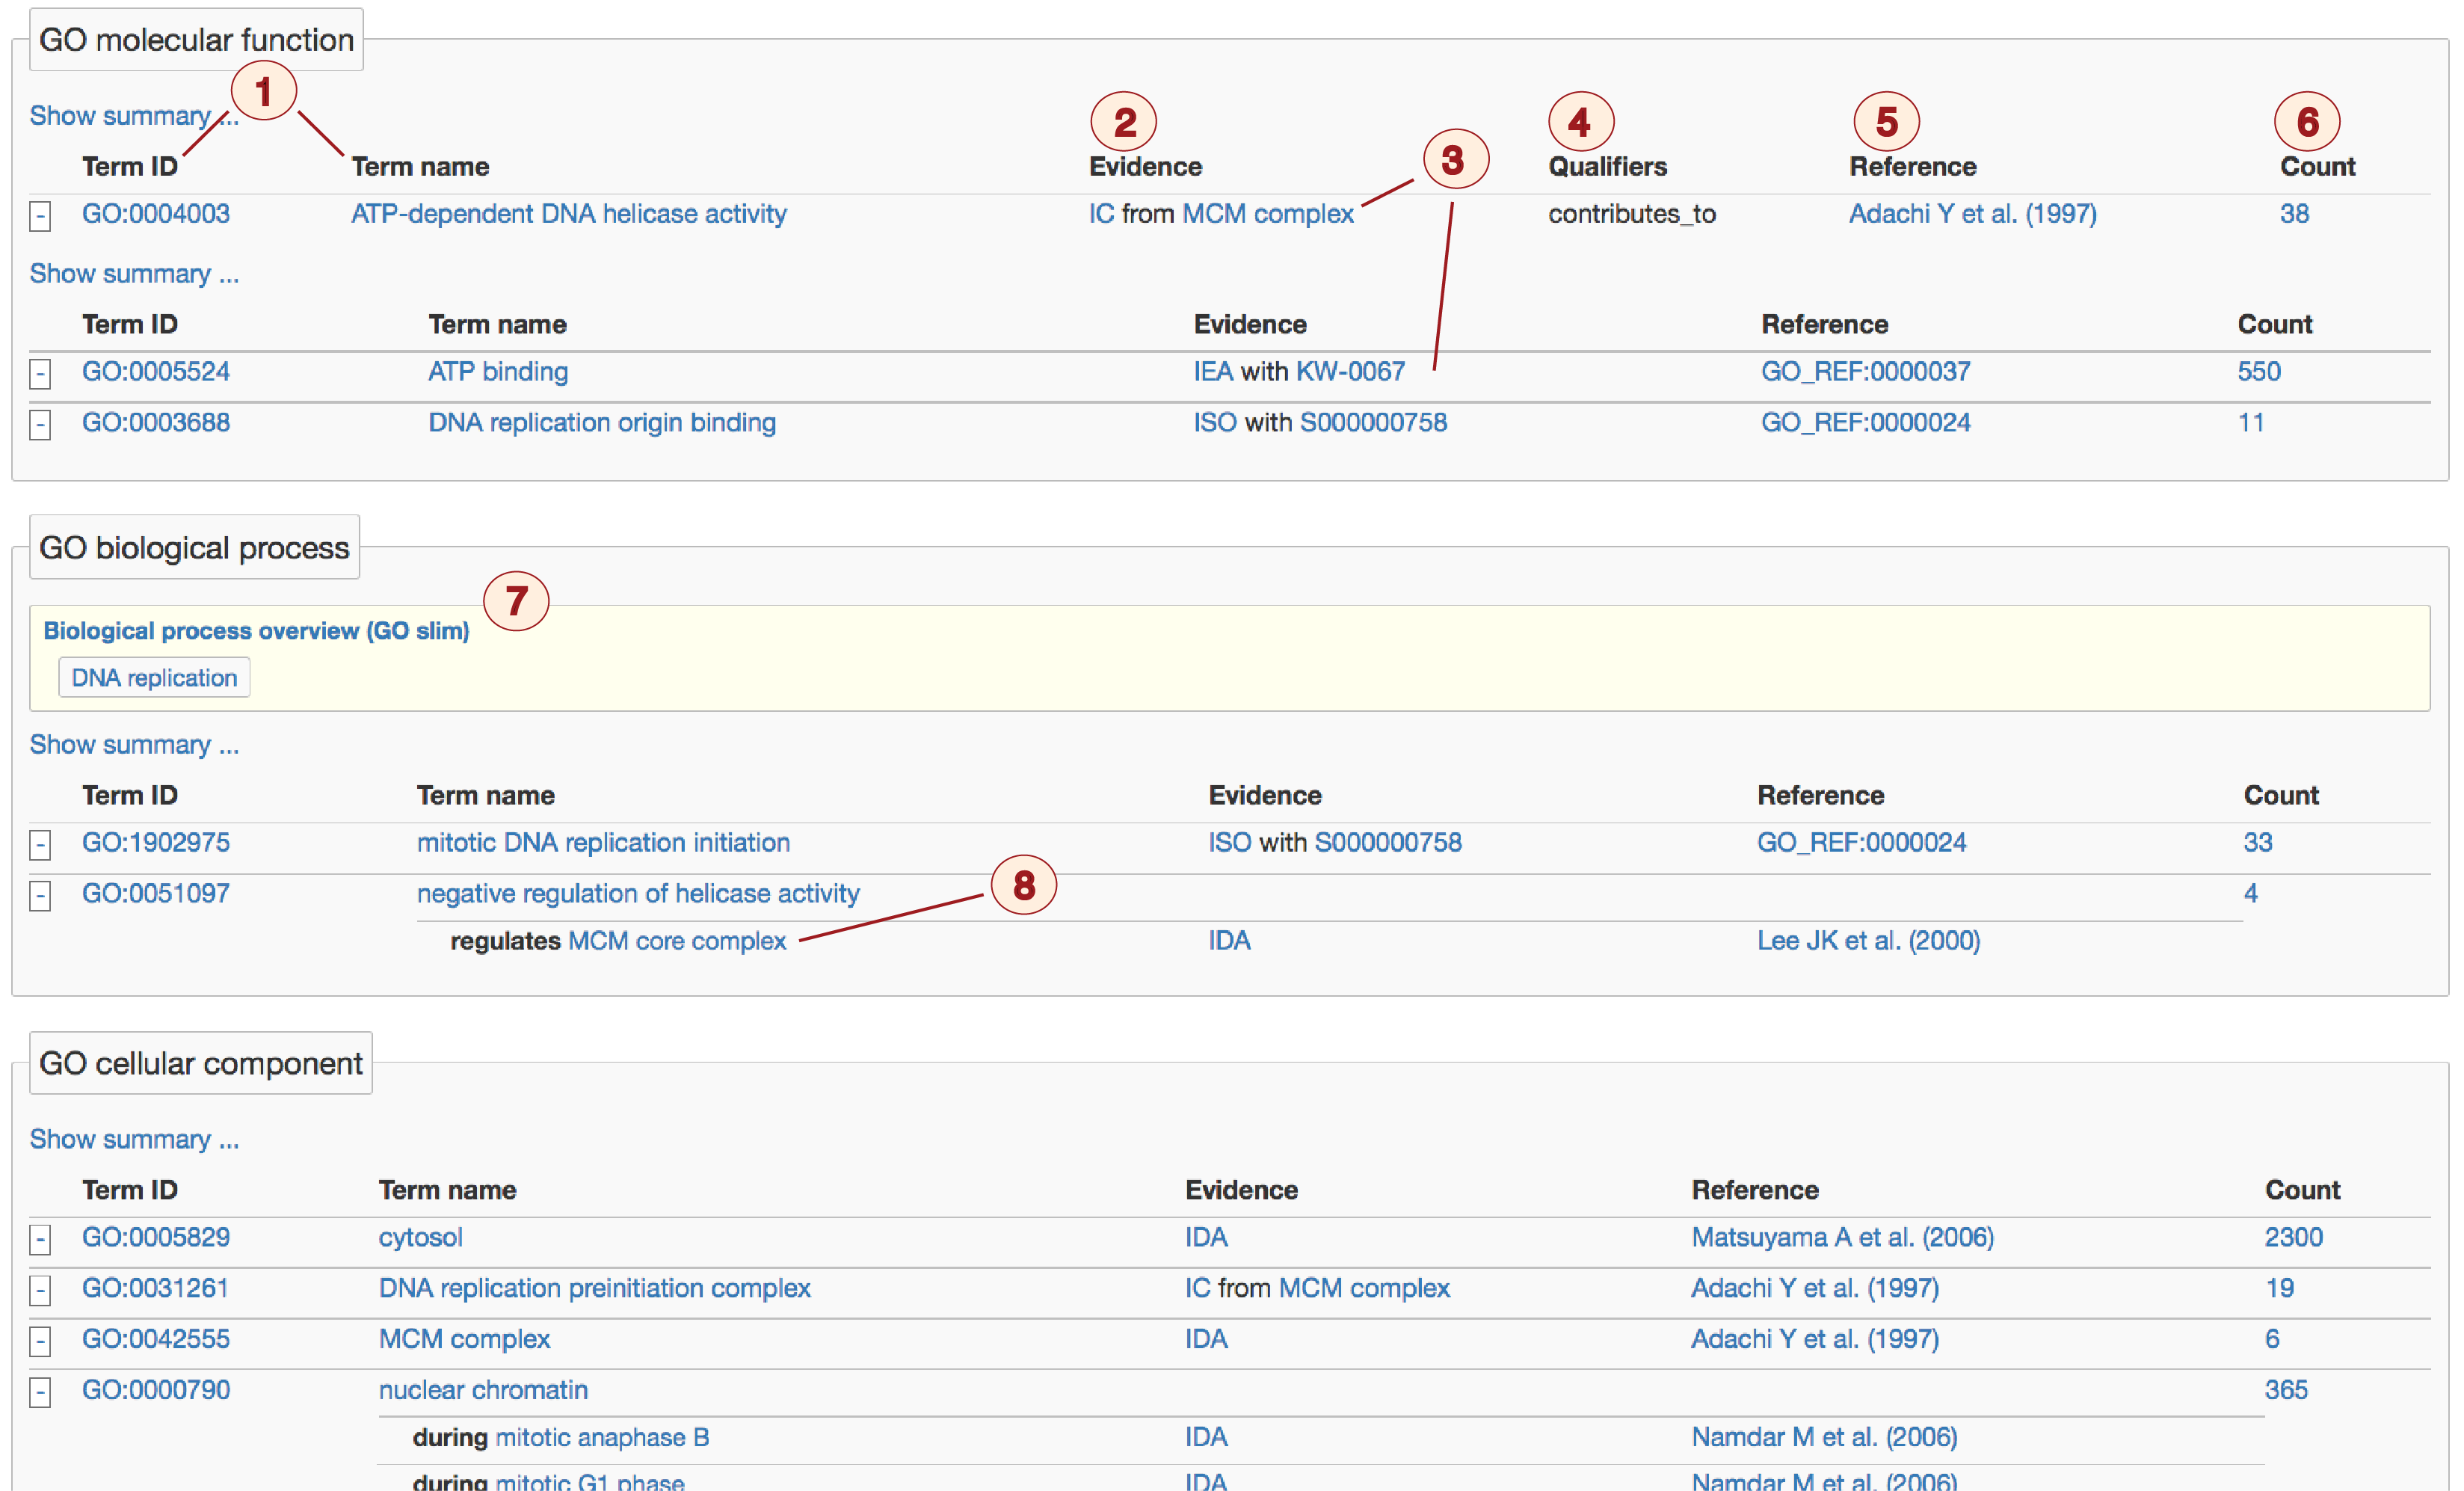 GO molecular function
1
Show summary ...
2 3 4 5 6
Term ID Term name Evidence Qualifiers Reference Count
- GO:0004003 ATP-dependent DNA helicase activity IC from MCM complex contributes_to Adachi Y et al. (1997) 38
Show summary ...
Term ID Term name Evidence Reference Count
- GO:0005524 ATP binding IEA with KW-0067 GO_REF:0000037 550
- GO:0003688 DNA replication origin binding ISO with S000000758 GO_REF:0000024 11
GO biological process
7
Biological process overview (GO slim)
DNA replication
Show summary ...
Term ID Term name Evidence Reference Count
- GO:1902975 mitotic DNA replication initiation ISO with S000000758 GO_REF:0000024 33
- GO:0051097 negative regulation of helicase activity 8 4
regulates MCM core complex IDA Lee JK et al. (2000)
GO cellular component
Show summary ...
Term ID Term name Evidence Reference Count
- GO:0005829 cytosol IDA Matsuyama A et al. (2006) 2300
- GO:0031261 DNA replication preinitiation complex IC from MCM complex Adachi Y et al. (1997) 19
- GO:0042555 MCM complex IDA Adachi Y et al. (1997) 6
- GO:0000790 nuclear chromatin 365
during mitotic anaphase B IDA Namdar M et al. (2006)
during mitotic G1 phase IDA Namdar M et al. (2006)